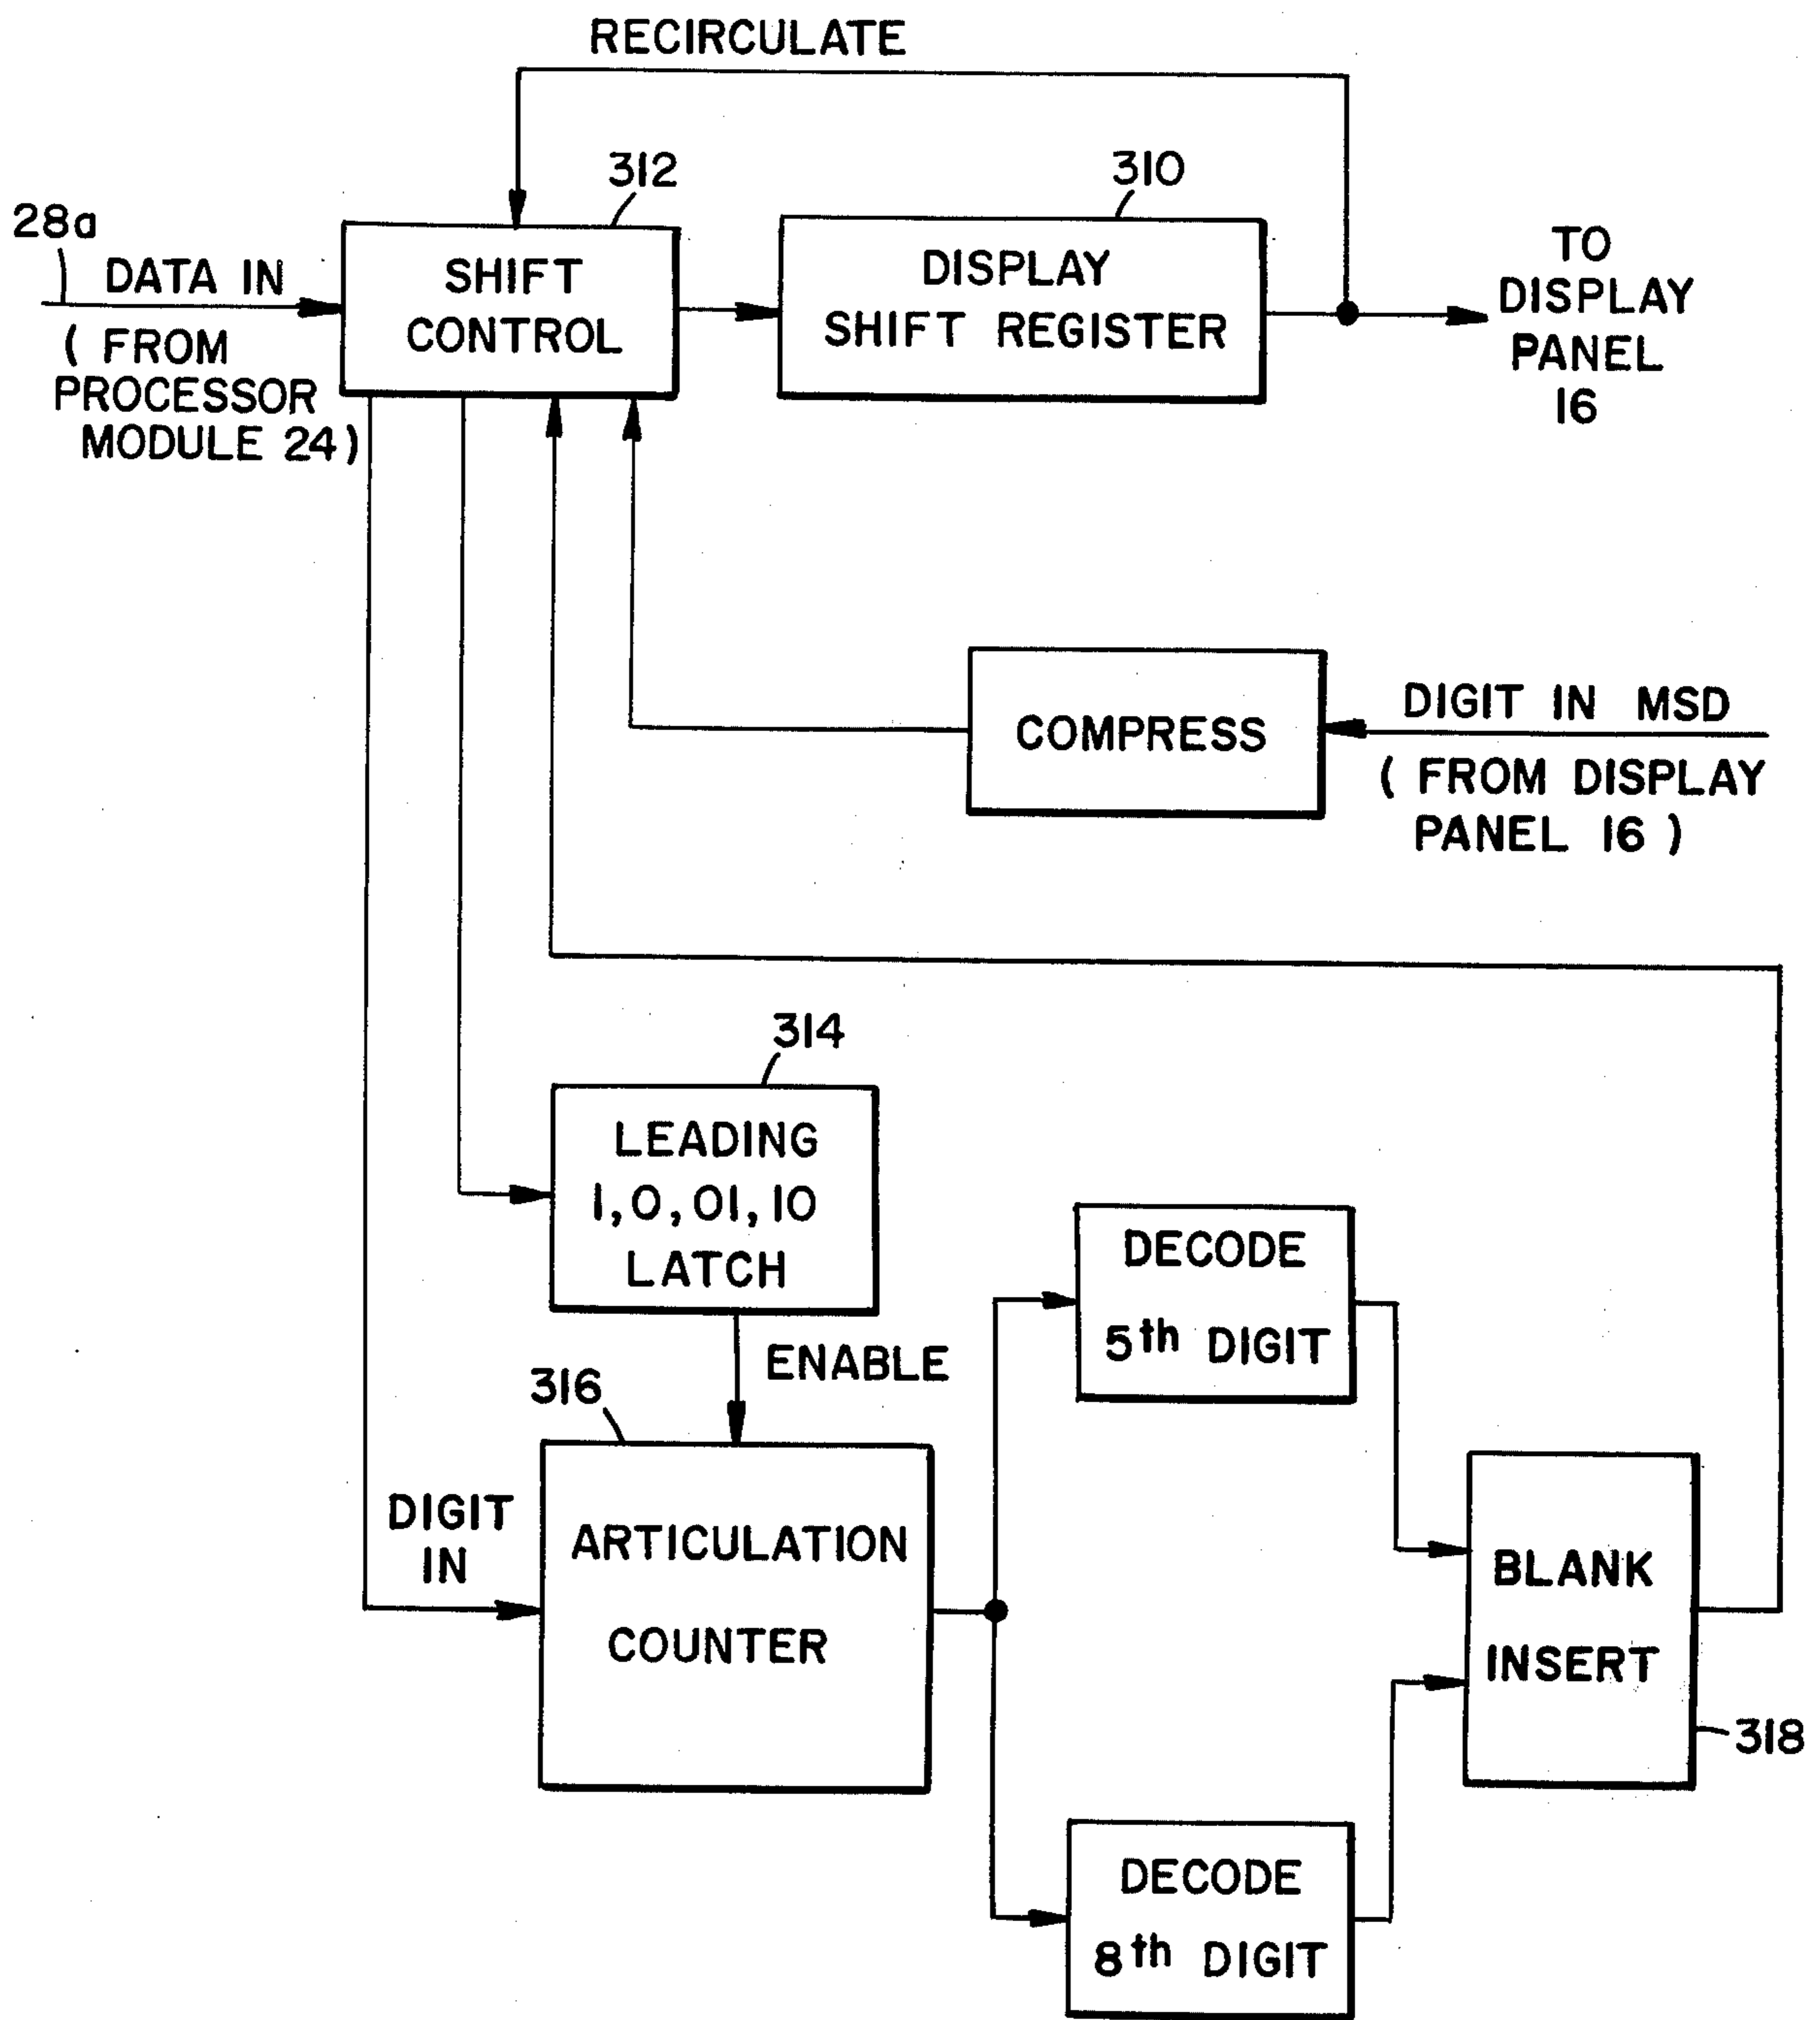 RECIRCULATE
312
310
28a
DATA IN
( FROM
PROCESSOR
MODULE 24 )
SHIFT
CONTROL
DISPLAY
SHIFT REGISTER
TO
DISPLAY
PANEL
16
COMPRESS
DIGIT IN MSD
( FROM DISPLAY
PANEL 16 )
314
LEADING
1, 0, 01, 10
LATCH
ENABLE
316
DIGIT
IN
ARTICULATION
COUNTER
DECODE
5th DIGIT
BLANK
INSERT
318
DECODE
8th DIGIT